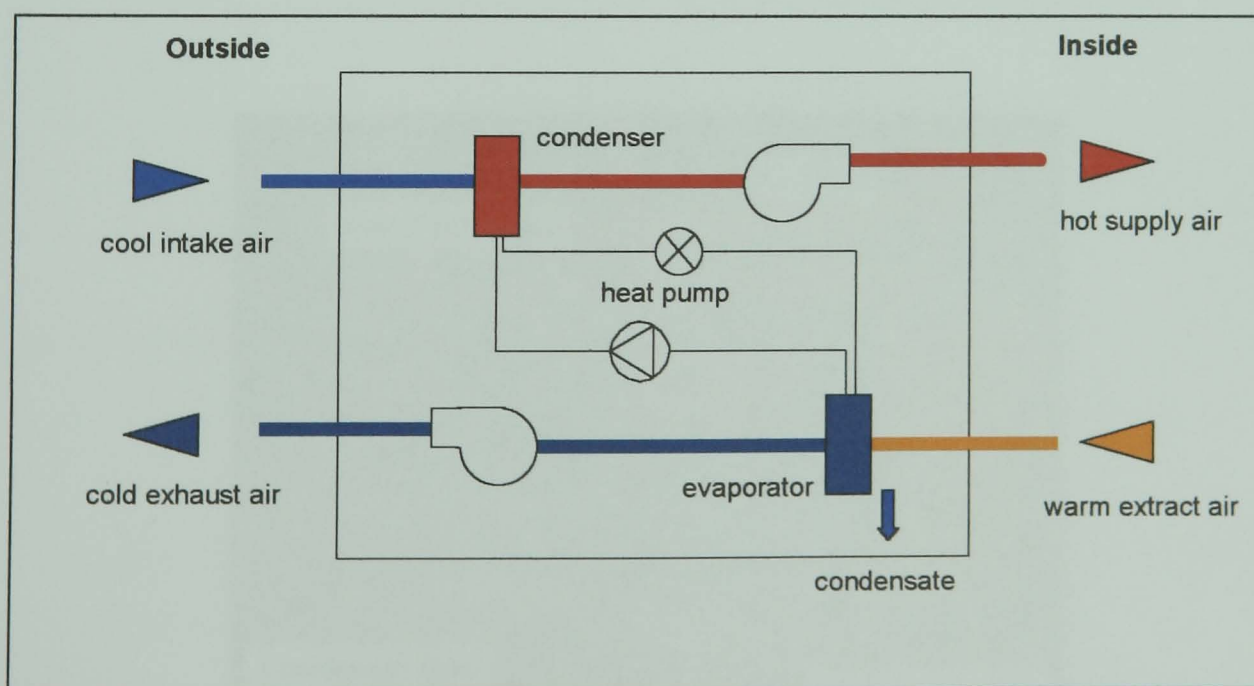 Outside
Inside
condenser
cool intake air
hot supply air
heat pump
cold exhaust air
evaporator
warm extract air
condensate